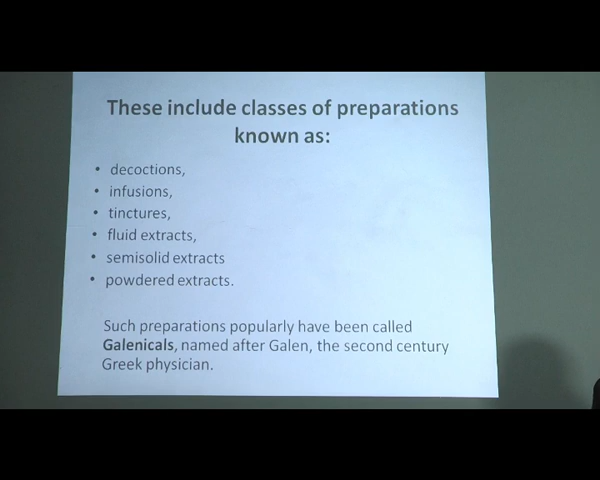 These include classes of preparations
known as:
• decoctions,
• infusions,
• tinctures,
• fluid extracts,
• semisolid extracts
• powdered extracts.
Such preparations popularly have been called
Galenicals, named after Galen, the second century
Greek physician.